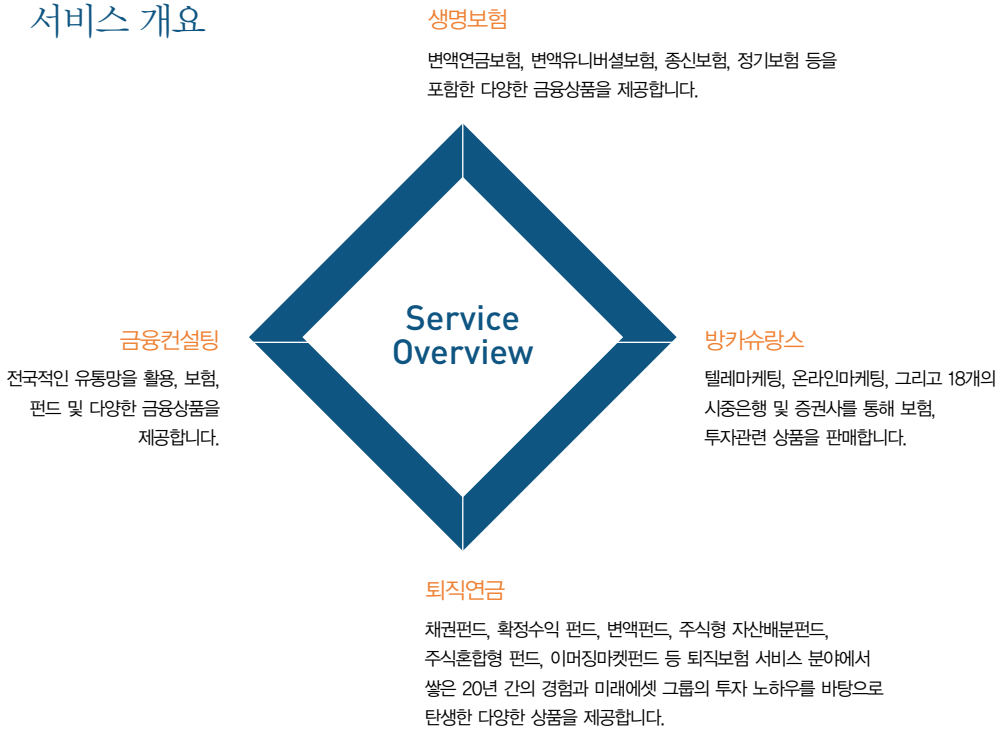 서비스 개요
생명보험
변액연금보험, 변액유니버셜보험, 종신보험, 정기보험 등을
포함한 다양한 금융상품을 제공합니다.
Service
Overview
금융컨설팅
전국적인 유통망을 활용, 보험,
펀드 및 다양한 금융상품을
제공합니다.
방카슈랑스
텔레마케팅, 온라인마케팅, 그리고 18개의
시중은행 및 증권사를 통해 보험,
투자관련 상품을 판매합니다.
퇴직연금
채권펀드, 확정수익 펀드, 변액펀드, 주식형 자산배분펀드,
주식혼합형 펀드, 이머징마켓펀드 등 퇴직보험 서비스 분야에서
쌓은 20년 간의 경험과 미래에셋 그룹의 투자 노하우를 바탕으로
탄생한 다양한 상품을 제공합니다.